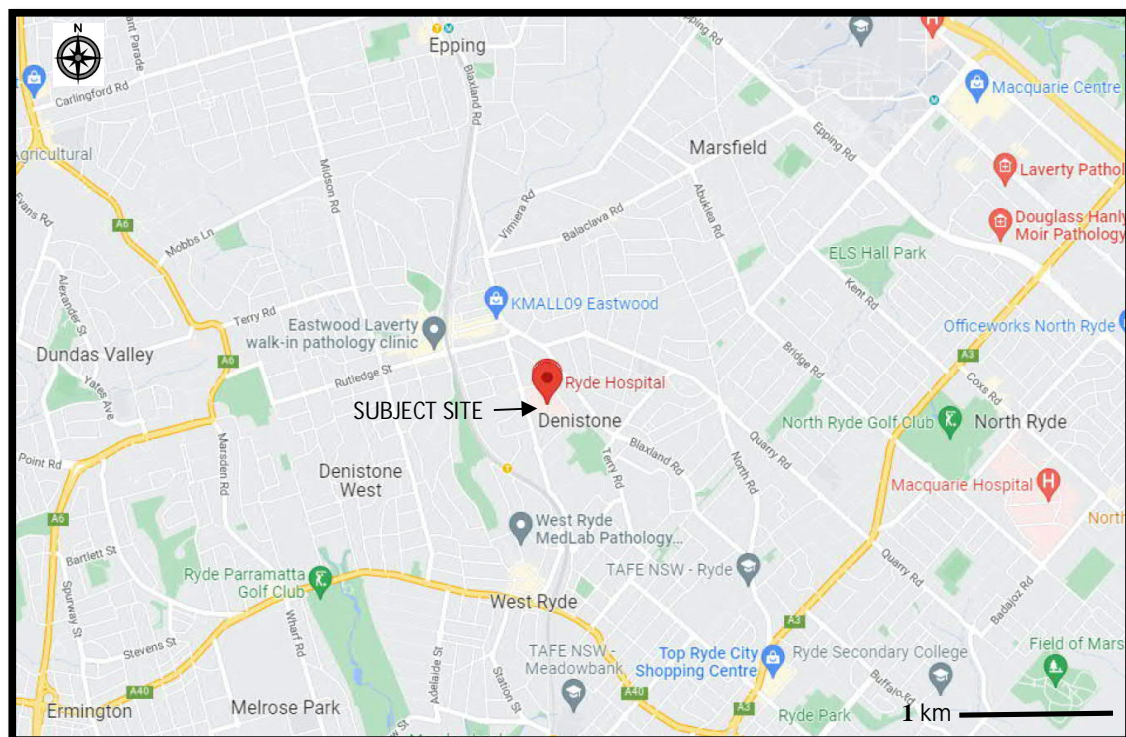 N
ant Parade
Epping
Epping Rd
Carlingford Rd
Blaxland Rd
Macquarie Centre
Agricultural
Midson Rd
Marsfield
Epping Rd
Laverty Pathol
Evans Rd
A6
Vimiera Rd
Balaclava Rd
Abuklea Rd
Douglass Hanly
Moir Pathology
Mobbs Ln
ELS Hall Park
Alexander St
KMALL09 Eastwood
Kent Rd
Terry Rd
Eastwood Laverty
walk-in pathology clinic
Officeworks North Ryde
Dundas Valley
A6
A3
Bridge Rd
Coxs Rd
Yates Ave
Rutledge St
Ryde Hospital
SUBJECT SITE
Denistone
North Ryde Golf Club
North Ryde
Marsden Rd
Blaxland Rd
Quarry Rd
Point Rd
Denistone
West
Terry Rd
North Rd
Macquarie Hospital
North
A6
West Ryde
MedLab Pathology...
Bartlett St
Quarry Rd
Ryde Parramatta
Golf Club
TAFE NSW - Ryde
Badajoz Rd
Spurway St
West Ryde
Wharf Rd
A3
Stevens St
TAFE NSW -
Meadowbank
Top Ryde City
Shopping Centre
Ryde Secondary College
Field of Mars
Adelaide St
Station St
A40
A40
Buffalo Rd
Ermington
Melrose Park
Ryde Park
1 km